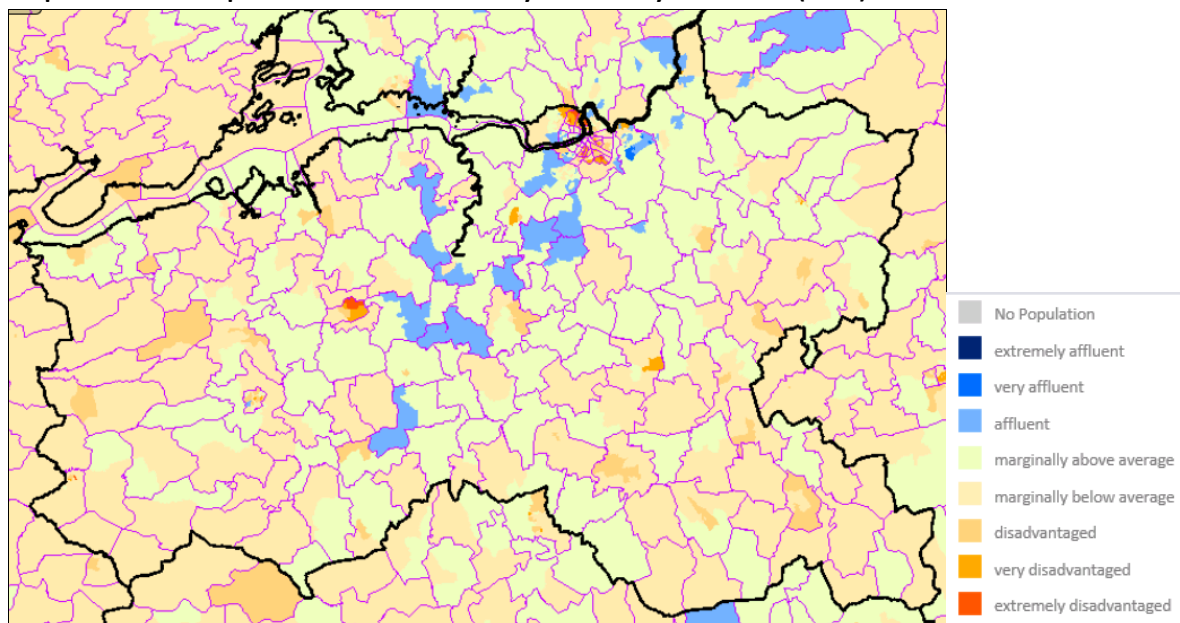 No Population
extremely affluent
very affluent
affluent
marginally above average
marginally below average
disadvantaged
very disadvantaged
extremely disadvantaged